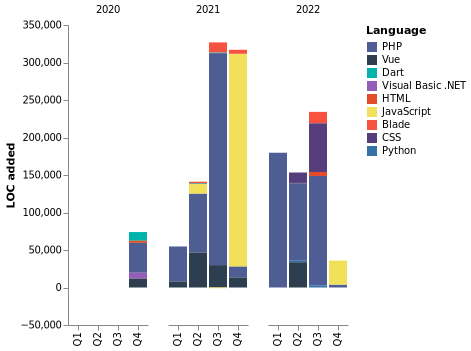 2020 2021 2022
350,000
300,000
250,000
200,000
150,000
100,000
50,000
0
−50,000
LOC added
Q1 Q2 Q3 Q4 Q1 Q2 Q3 Q4 Q1 Q2 Q3 Q4
Language
PHP
Vue
Dart
Visual Basic .NET
HTML
JavaScript
Blade
CSS
Python